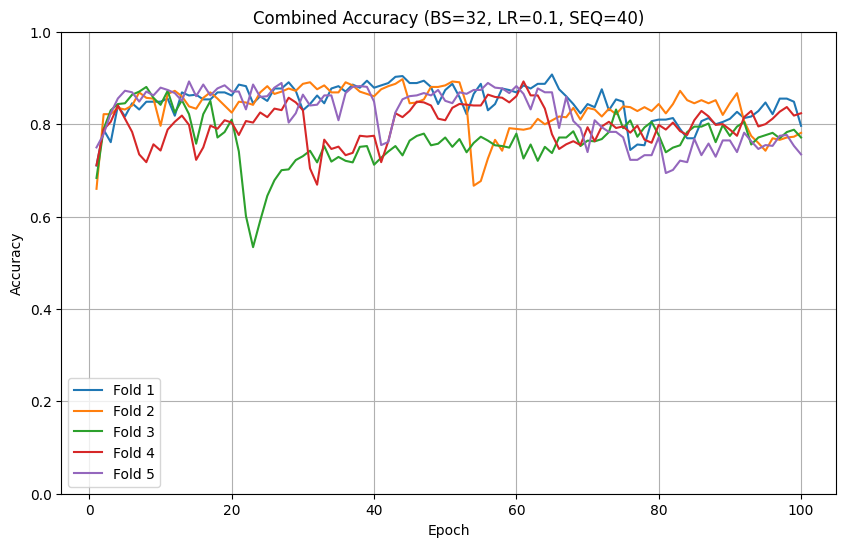 Combined Accuracy (BS=32, LR=0.1, SEQ=40)
1.0
0.8
0.6
0.4
0.2
0.0
Accuracy
Fold 1
Fold 2
Fold 3
Fold 4
Fold 5
0 20 40 60 80 100
Epoch